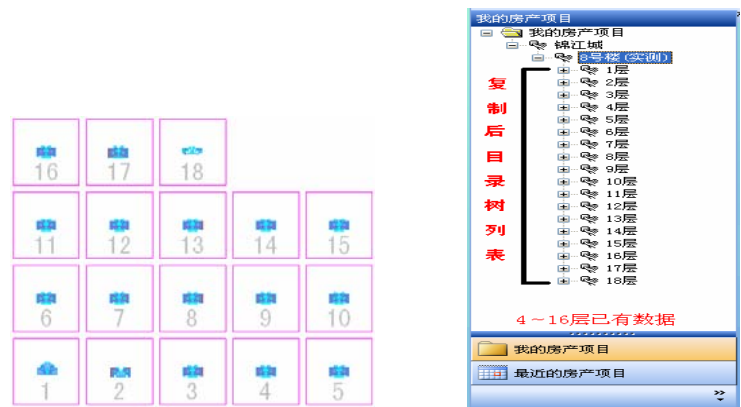 16 17 18
11 12 13 14 15
6 7 8 9 10
1 2 3 4 5
我的房产项目
我的房产项目
锦江城
8号楼(实测)
1层
2层
3层
4层
5层
6层
7层
8层
9层
10层
11层
12层
13层
14层
15层
16层
17层
18层
复制后目录树列表
4~16层已有数据
我的房产项目
最近的房产项目